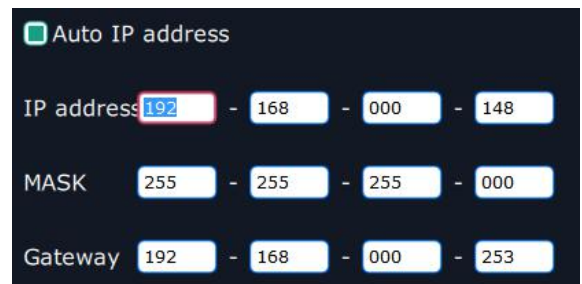 Auto IP address
IP address 192 - 168 - 000 - 148
MASK 255 - 255 - 255 - 000
Gateway 192 - 168 - 000 - 253